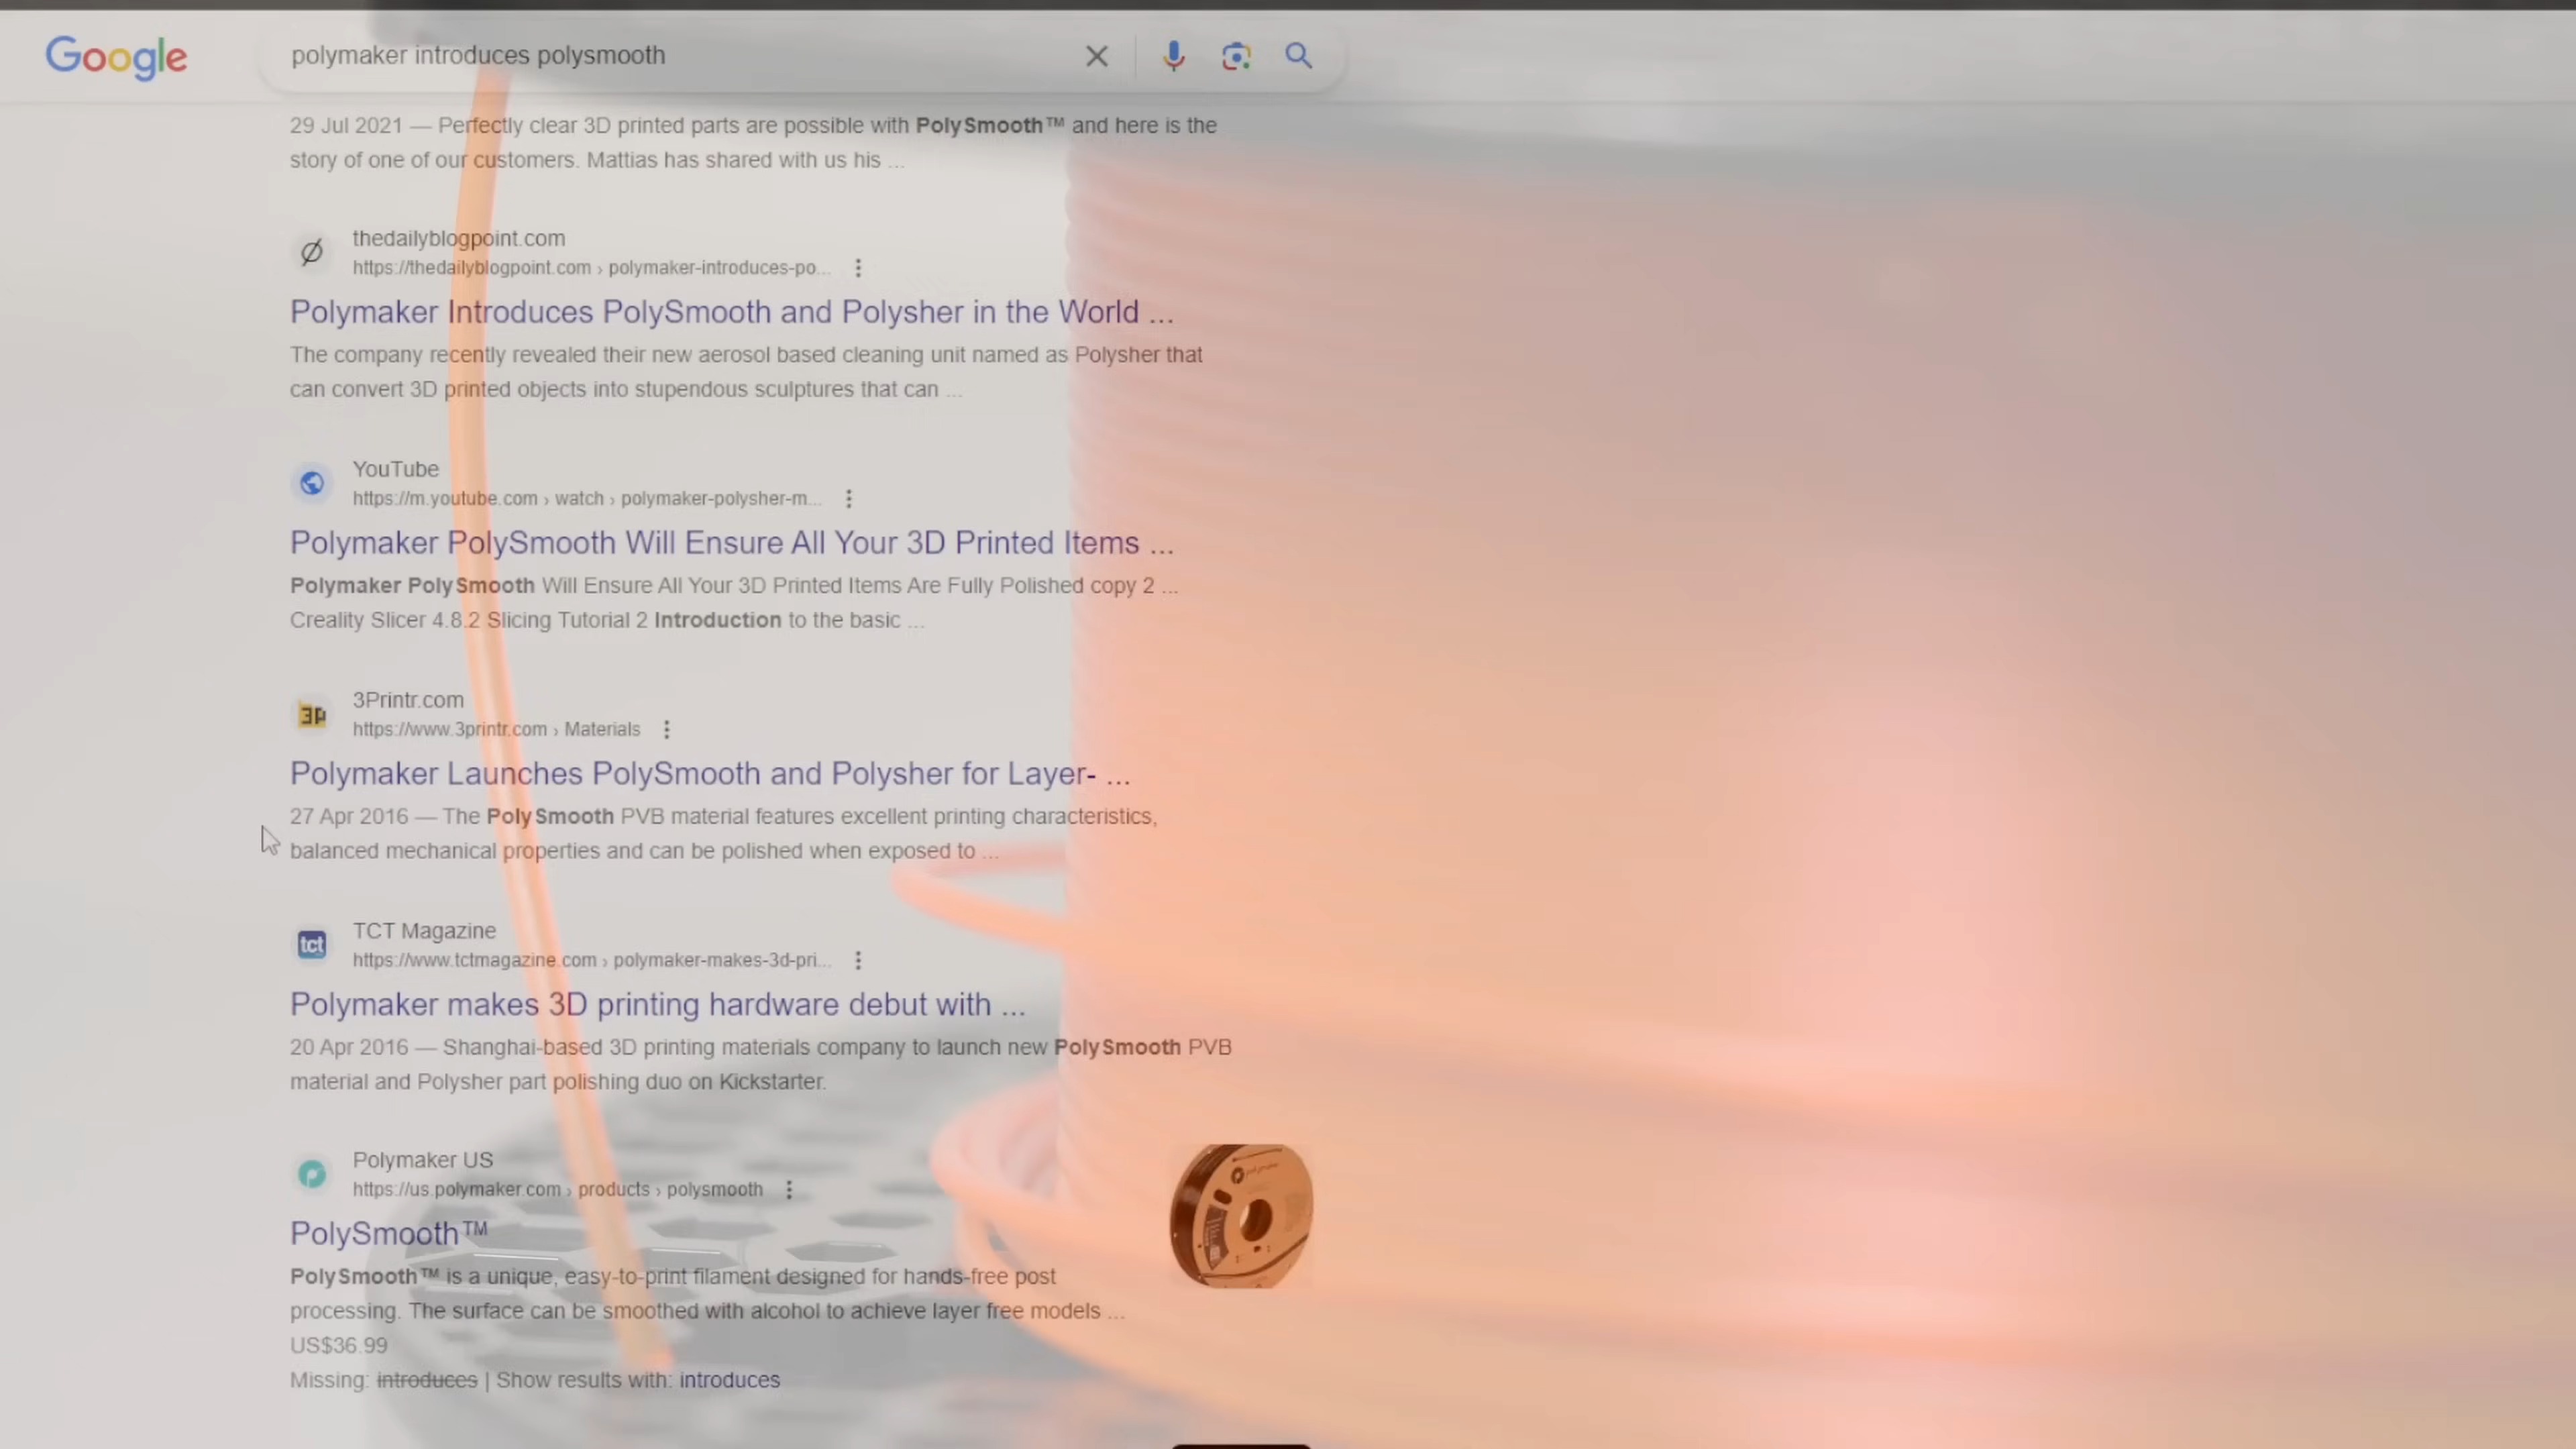 Google
polymaker introduces polysmooth
29 Jul 2021 — Perfectly clear 3D printed parts are possible with PolySmooth™ and here is the
story of one of our customers. Mattias has shared with us his ...
thedailyblogpoint.com
https://thedailyblogpoint.com › polymaker-introduces-po...
Polymaker Introduces PolySmooth and Polysher in the World ...
The company recently revealed their new aerosol based cleaning unit named as Polysher that
can convert 3D printed objects into stupendous sculptures that can ...
YouTube
https://m.youtube.com › watch › polymaker-polysher-m...
Polymaker PolySmooth Will Ensure All Your 3D Printed Items ...
Polymaker PolySmooth Will Ensure All Your 3D Printed Items Are Fully Polished copy 2 ...
Creality Slicer 4.8.2 Slicing Tutorial 2 Introduction to the basic ...
3P
3Printr.com
https://www.3printr.com › Materials
Polymaker Launches PolySmooth and Polysher for Layer- ...
27 Apr 2016 — The PolySmooth PVB material features excellent printing characteristics,
balanced mechanical properties and can be polished when exposed to ...
tct
TCT Magazine
https://www.tctmagazine.com › polymaker-makes-3d-pri...
Polymaker makes 3D printing hardware debut with ...
20 Apr 2016 — Shanghai-based 3D printing materials company to launch new PolySmooth PVB
material and Polysher part polishing duo on Kickstarter.
Polymaker US
https://us.polymaker.com › products › polysmooth
PolySmooth™
PolySmooth™ is a unique, easy-to-print filament designed for hands-free post
processing. The surface can be smoothed with alcohol to achieve layer free models ...
US$36.99
Missing: introduces | Show results with: introduces